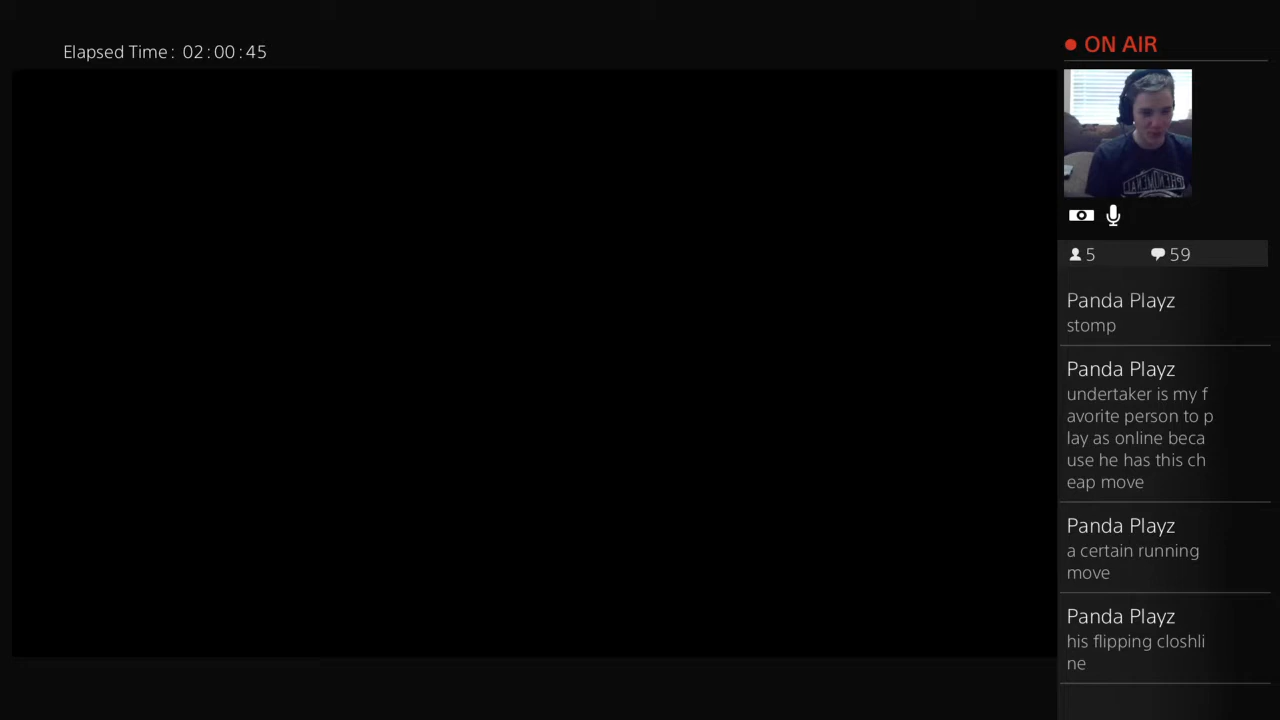 Elapsed Time: 02:00:45
ON AIR
PHENOMENAL
5
59
Panda Playz
stomp
Panda Playz
undertaker is my f
avorite person to p
lay as online beca
use he has this ch
eap move
Panda Playz
a certain running
move
Panda Playz
his flipping closhli
ne